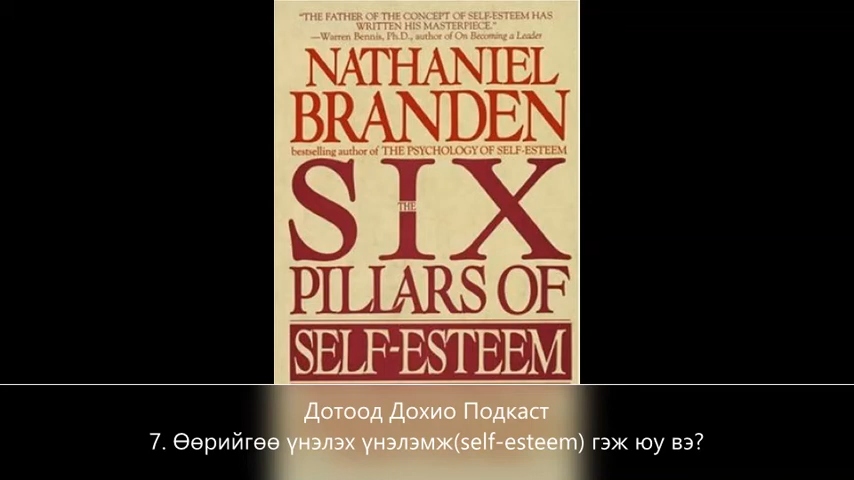 "THE FATHER OF THE CONCEPT OF SELF-ESTEEM HAS
WRITTEN HIS MASTERPIECE."
—Warren Bennis, Ph.D., author of On Becoming a Leader
NATHANIEL
BRANDEN
bestselling author of THE PSYCHOLOGY OF SELF-ESTEEM
THE
SIX
PILLARS OF
SELF-ESTEEM
Дотоод Дохио Подкаст
7. Өөрийгөө үнэлэх үнэлэмж(self-esteem) гэж юу вэ?